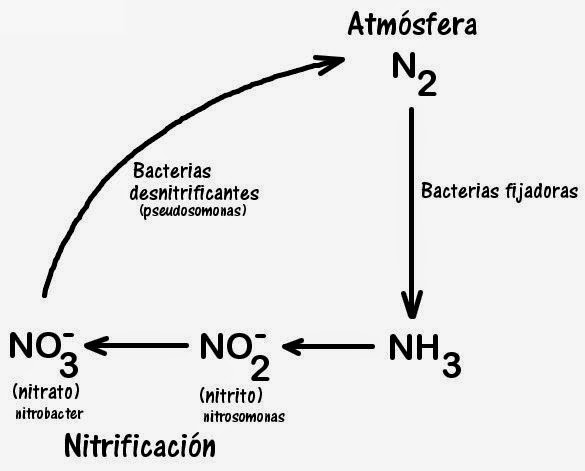 Atmósfera
N2
Bacterias
desnitrificantes
(pseudosomonas)
Bacterias fijadoras
NO3-
NO2-
NH3
(nitrato)
nitrobacter
(nitrito)
nitrosomonas
Nitrificación